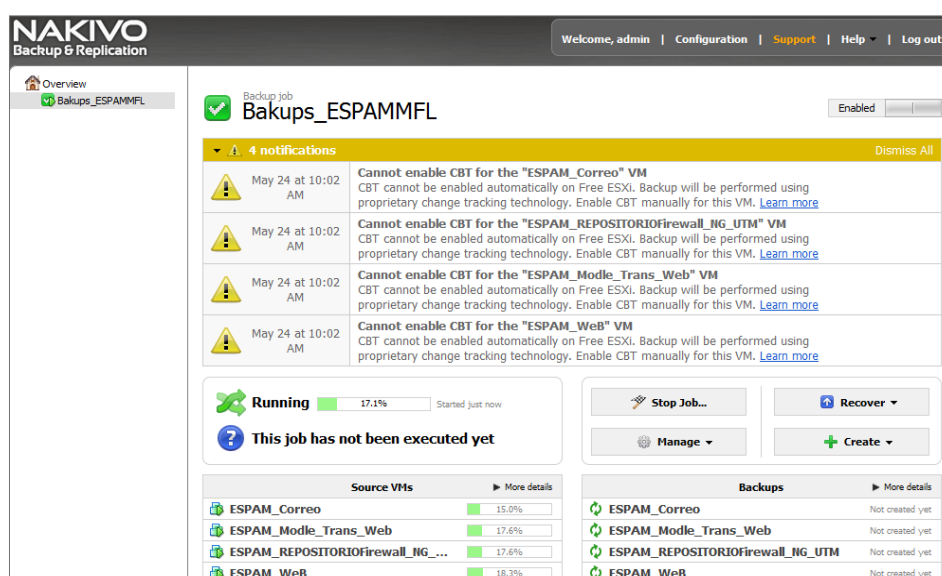 NAKIVO
Backup & Replication
Welcome, admin | Configuration | Support | Help | Log out
Overview
Bakups_ESPAMMFL
Backup job
Bakups_ESPAMMFL
Enabled
4 notifications
Dismiss All
May 24 at 10:02
AM
Cannot enable CBT for the "ESPAM_Correo" VM
CBT cannot be enabled automatically on Free ESXi. Backup will be performed using
proprietary change tracking technology. Enable CBT manually for this VM. Learn more
May 24 at 10:02
AM
Cannot enable CBT for the "ESPAM_REPOSITORIOFirewall_NG_UTM" VM
CBT cannot be enabled automatically on Free ESXi. Backup will be performed using
proprietary change tracking technology. Enable CBT manually for this VM. Learn more
May 24 at 10:02
AM
Cannot enable CBT for the "ESPAM_Modle_Trans_Web" VM
CBT cannot be enabled automatically on Free ESXi. Backup will be performed using
proprietary change tracking technology. Enable CBT manually for this VM. Learn more
May 24 at 10:02
AM
Cannot enable CBT for the "ESPAM_WeB" VM
CBT cannot be enabled automatically on Free ESXi. Backup will be performed using
proprietary change tracking technology. Enable CBT manually for this VM. Learn more
Running 17.1% Started just now
This job has not been executed yet
Stop Job...
Recover
Manage
Create
Source VMs More details
ESPAM_Correo 15.0%
ESPAM_Modle_Trans_Web 17.6%
ESPAM_REPOSITORIOFirewall_NG_... 17.6%
ESPAM_WeB 18.3%
Backups More details
ESPAM_Correo Not created yet
ESPAM_Modle_Trans_Web Not created yet
ESPAM_REPOSITORIOFirewall_NG_UTM Not created yet
ESPAM_WeB Not created yet